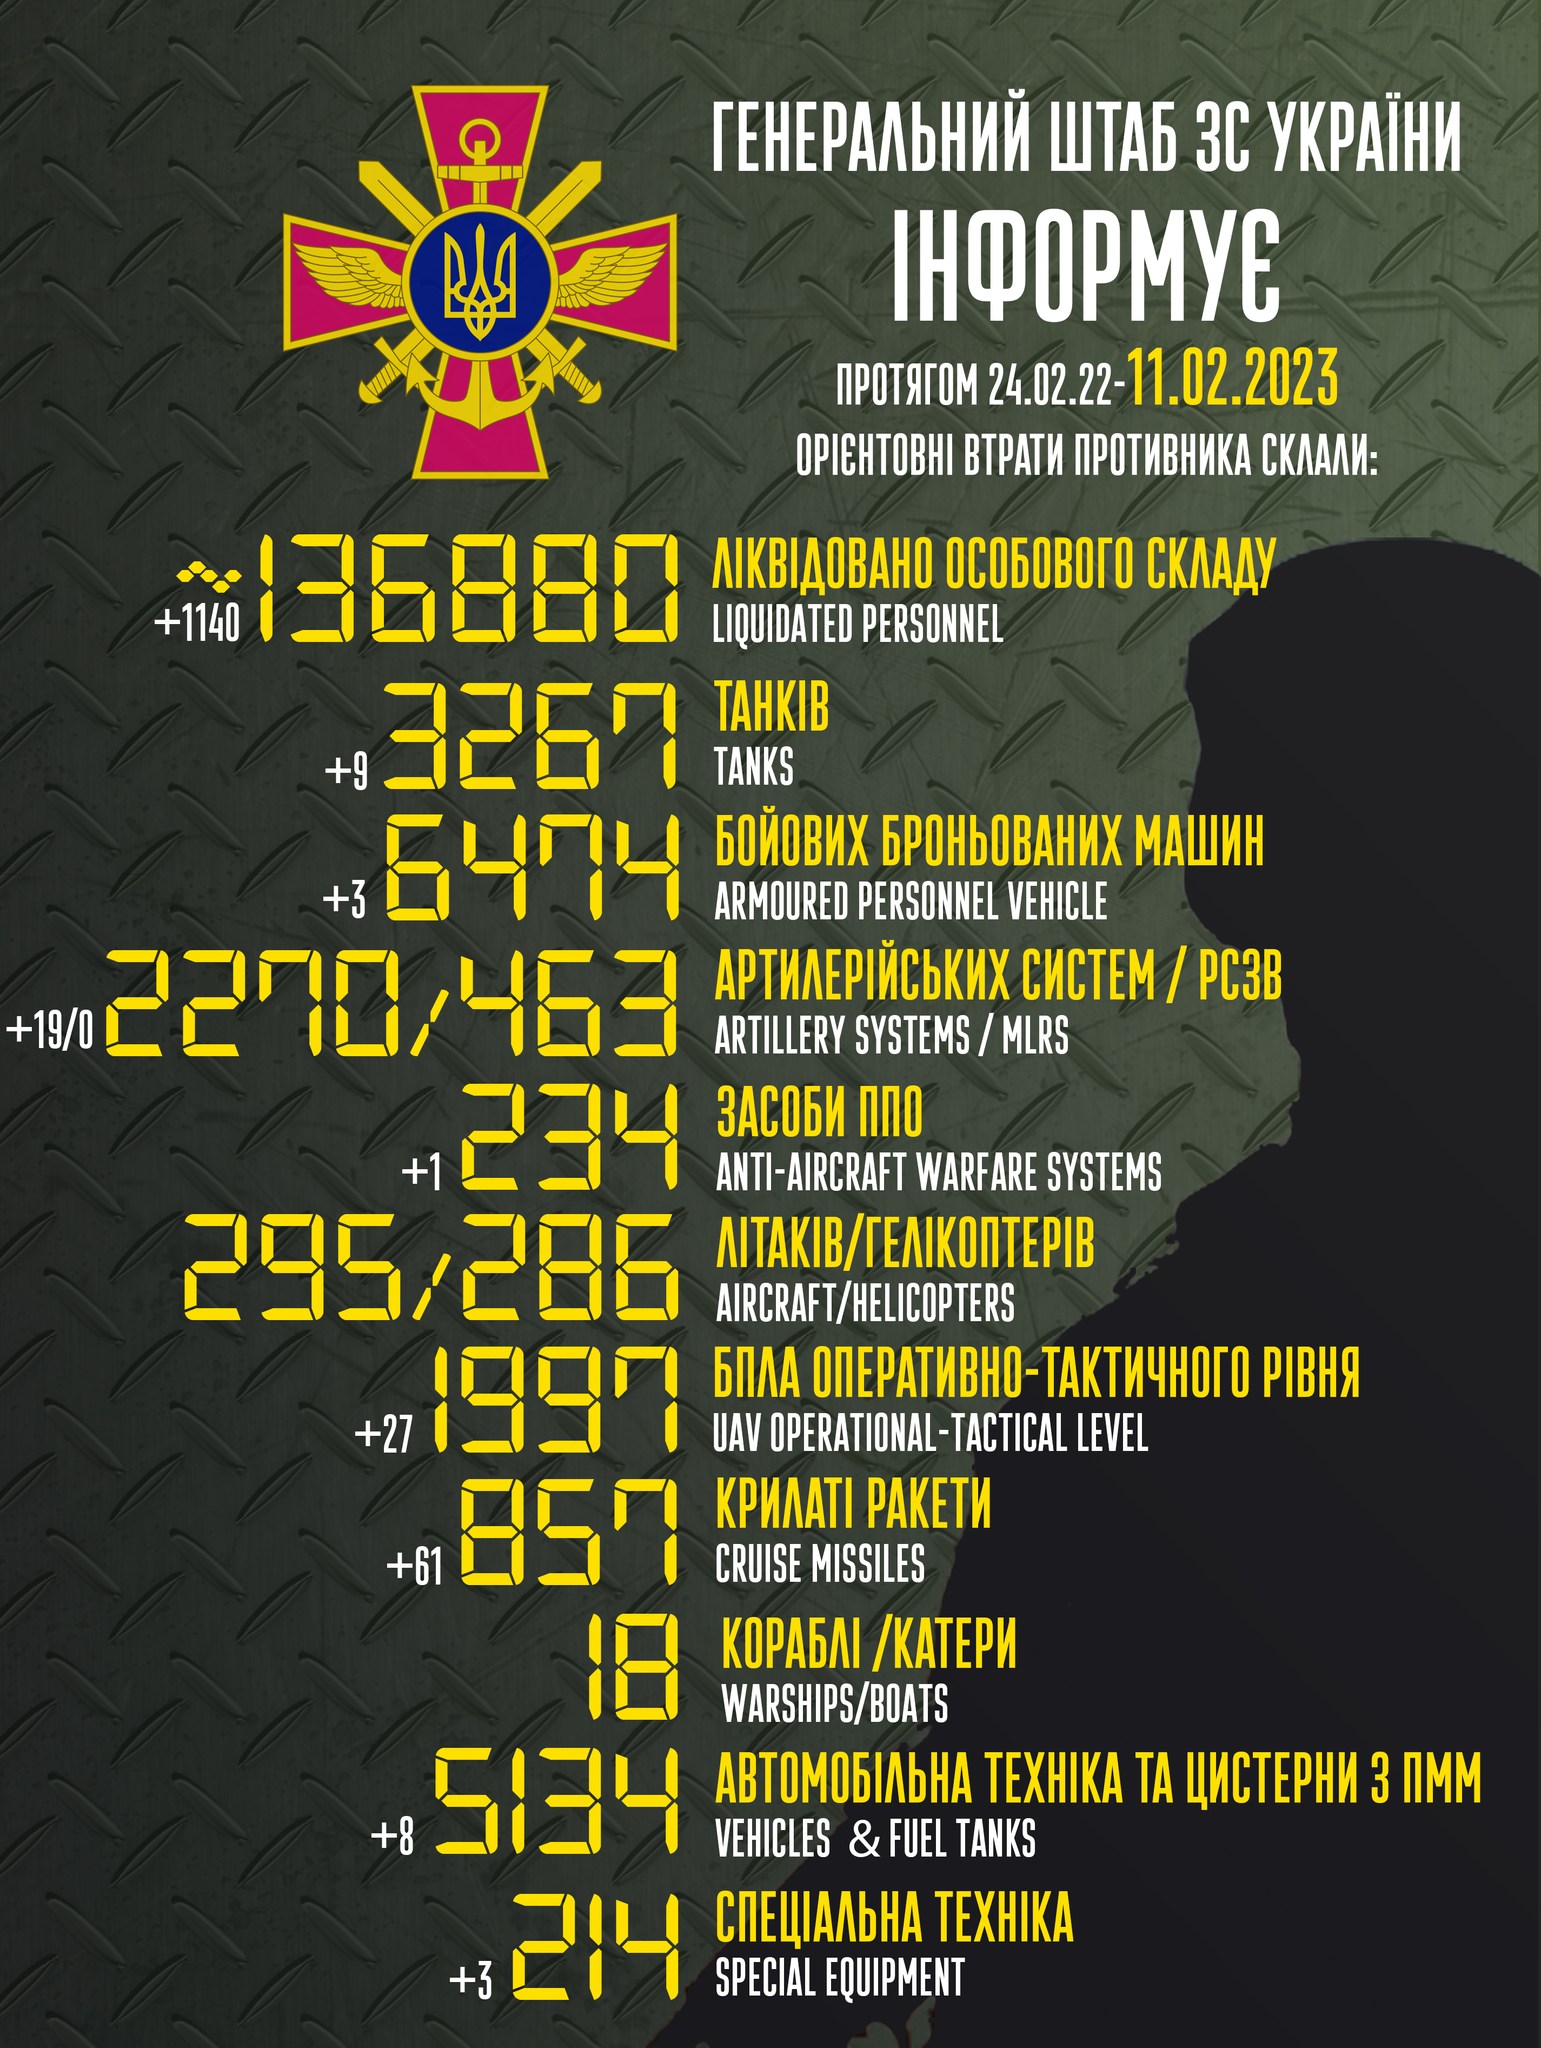 ГЕНЕРАЛЬНИЙ ШТАБ ЗС УКРАЇНИ
ІНФОРМУЄ
ПРОТЯГОМ 24.02.22-11.02.2023
ОРІЄНТОВНІ ВТРАТИ ПРОТИВНИКА СКЛАЛИ:
~136880 ЛІКВІДОВАНО ОСОБОВОГО СКЛАДУ
+1140 LIQUIDATED PERSONNEL
3267 ТАНКІВ
+9 TANKS
6474 БОЙОВИХ БРОНЬОВАНИХ МАШИН
+3 ARMOURED PERSONNEL VEHICLE
2270/463 АРТИЛЕРІЙСЬКИХ СИСТЕМ / РСЗВ
+19/0 ARTILLERY SYSTEMS / MLRS
234 ЗАСОБИ ППО
+1 ANTI-AIRCRAFT WARFARE SYSTEMS
295/286 ЛІТАКІВ/ГЕЛІКОПТЕРІВ
AIRCRAFT/HELICOPTERS
1997 БПЛА ОПЕРАТИВНО-ТАКТИЧНОГО РІВНЯ
+27 UAV OPERATIONAL-TACTICAL LEVEL
857 КРИЛАТІ РАКЕТИ
+61 CRUISE MISSILES
18 КОРАБЛІ /КАТЕРИ
WARSHIPS/BOATS
5134 АВТОМОБІЛЬНА ТЕХНІКА ТА ЦИСТЕРНИ З ПММ
+8 VEHICLES & FUEL TANKS
214 СПЕЦІАЛЬНА ТЕХНІКА
+3 SPECIAL EQUIPMENT